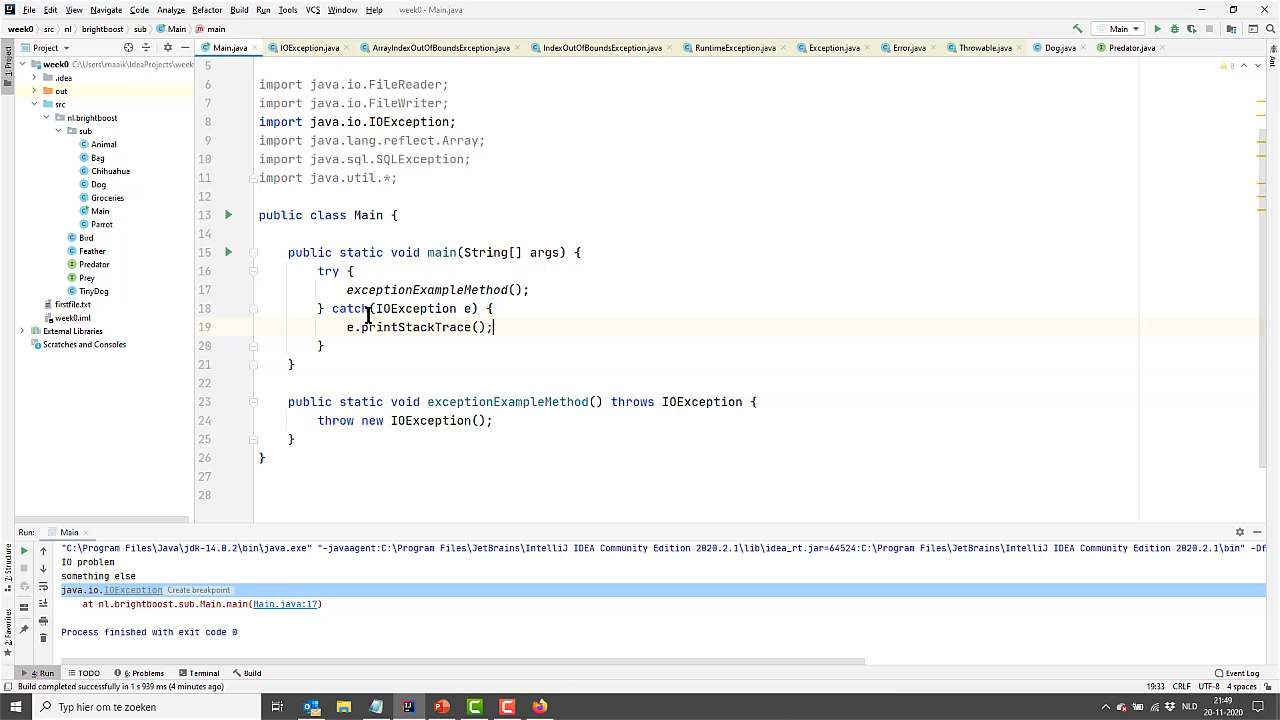 File Edit View Navigate Code Analyze Refactor Build Run Tools VCS Window Help week0 - Main.java
week0 src nl brightboost sub Main main
Main
Project
Main.java IOException.java ArrayIndexOutOfBoundsException.java IndexOutOfBoundsException.java RuntimeException.java Exception.java Error.java Throwable.java Dog.java Predator.java
1: Project
Ant
week0 C:\Users\maaik\IdeaProjects\week
.idea
out
src
nl.brightboost
sub
Animal
Bag
Chihuahua
Dog
Groceries
Main
Parrot
Bird
Feather
Predator
Prey
TinyDog
firstfile.txt
week0.iml
External Libraries
Scratches and Consoles
8
5
6 import java.io.FileReader;
7 import java.io.FileWriter;
8 import java.io.IOException;
9 import java.lang.reflect.Array;
10 import java.sql.SQLException;
11 import java.util.*;
12
13 public class Main {
14
15 public static void main(String[] args) {
16 try {
17 exceptionExampleMethod();
18 } catch(IOException e) {
19 e.printStackTrace();
20 }
21 }
22
23 public static void exceptionExampleMethod() throws IOException {
24 throw new IOException();
25 }
26 }
27
28
Run: Main
"C:\Program Files\Java\jdk-14.0.2\bin\java.exe" "-javaagent:C:\Program Files\JetBrains\IntelliJ IDEA Community Edition 2020.2.1\lib\idea_rt.jar=64524:C:\Program Files\JetBrains\IntelliJ IDEA Community Edition 2020.2.1\bin" -Df
IO problem
something else
java.io.IOException Create breakpoint
at nl.brightboost.sub.Main.main(Main.java:17)
Process finished with exit code 0
Z: Structure
2: Favorites
4: Run TODO 6: Problems Terminal Build Event Log
Build completed successfully in 1 s 939 ms (4 minutes ago) 19:33 CRLF UTF-8 4 spaces
Typ hier om te zoeken
NLD
21:49
20-11-2020